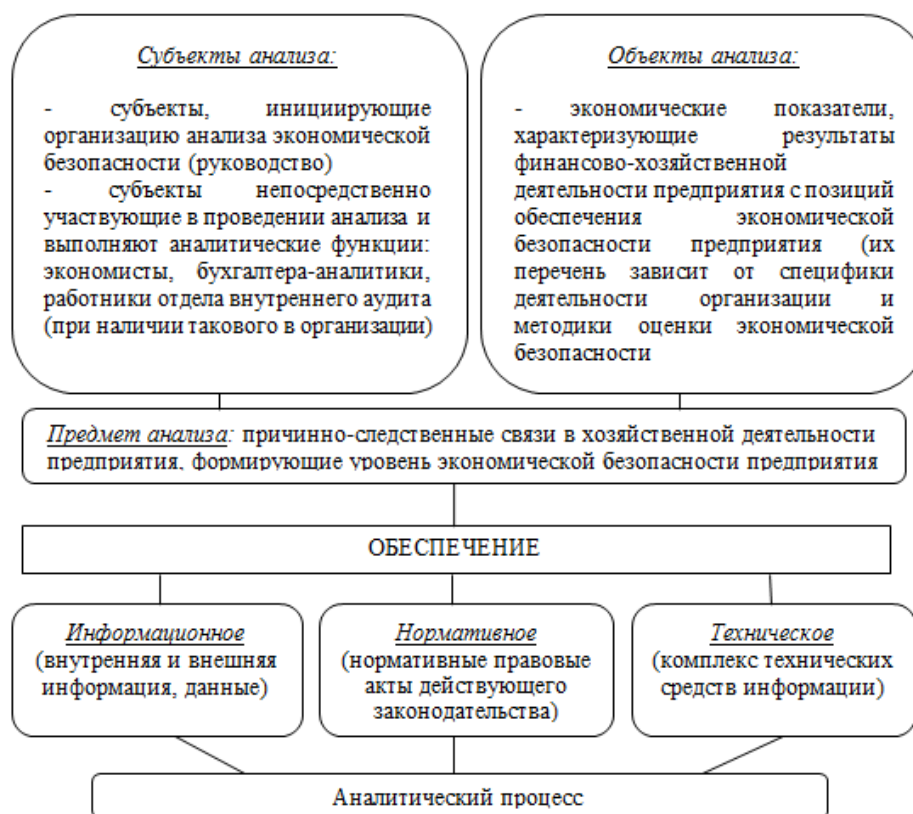 Субъекты анализа:
- субъекты, инициирующие
организацию анализа экономической
безопасности (руководство)
- субъекты непосредственно
участвующие в проведении анализа и
выполняют аналитические функции:
экономисты, бухгалтера-аналитики,
работники отдела внутреннего аудита
(при наличии такового в организации)
Объекты анализа:
- экономические показатели,
характеризующие результаты
финансово-хозяйственной
деятельности предприятия с позиций
обеспечения экономической
безопасности предприятия (их
перечень зависит от специфики
деятельности организации и
методики оценки экономической
безопасности
Предмет анализа: причинно-следственные связи в хозяйственной деятельности
предприятия, формирующие уровень экономической безопасности предприятия
ОБЕСПЕЧЕНИЕ
Информационное
(внутренняя и внешняя
информация, данные)
Нормативное
(нормативные правовые
акты действующего
законодательства)
Техническое
(комплекс технических
средств информации)
Аналитический процесс